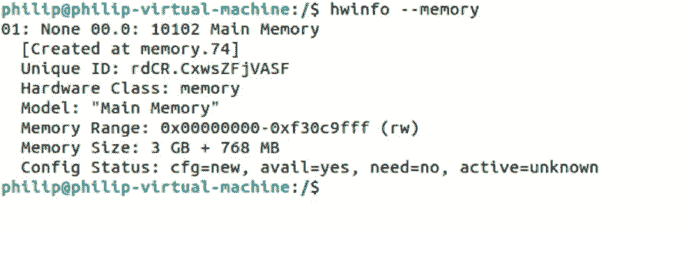 philip@philip-virtual-machine:/$ hwinfo --memory
01: None 00.0: 10102 Main Memory
[Created at memory.74]
Unique ID: rdCR.CxwsZFjVASF
Hardware Class: memory
Model: "Main Memory"
Memory Range: 0x00000000-0xf30c9fff (rw)
Memory Size: 3 GB + 768 MB
Config Status: cfg=new, avail=yes, need=no, active=unknown
philip@philip-virtual-machine:/$